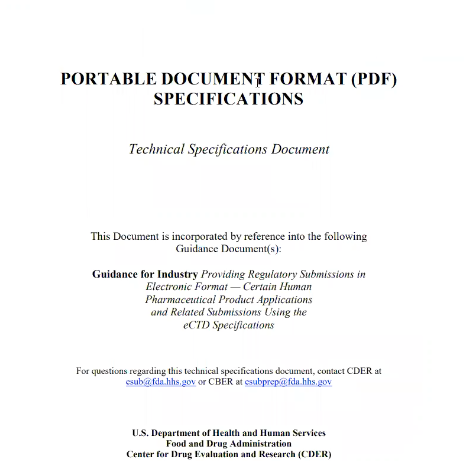 PORTABLE DOCUMENT FORMAT (PDF)
SPECIFICATIONS
Technical Specifications Document
This Document is incorporated by reference into the following
Guidance Document(s):
Guidance for Industry Providing Regulatory Submissions in
Electronic Format — Certain Human
Pharmaceutical Product Applications
and Related Submissions Using the
eCTD Specifications
For questions regarding this technical specifications document, contact CDER at
esub@fda.hhs.gov or CBER at esubprep@fda.hhs.gov
U.S. Department of Health and Human Services
Food and Drug Administration
Center for Drug Evaluation and Research (CDER)